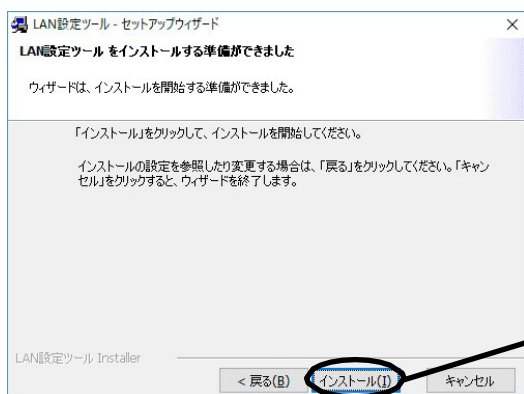 LAN設定ツール - セットアップウィザード
LAN設定ツール をインストールする準備ができました
ウィザードは、インストールを開始する準備ができました。
「インストール」をクリックして、インストールを開始してください。
インストールの設定を参照したり変更する場合は、「戻る」をクリックしてください。「キャン
セル」をクリックすると、ウィザードを終了します。
LAN設定ツール Installer
< 戻る(B) インストール(I) キャンセル